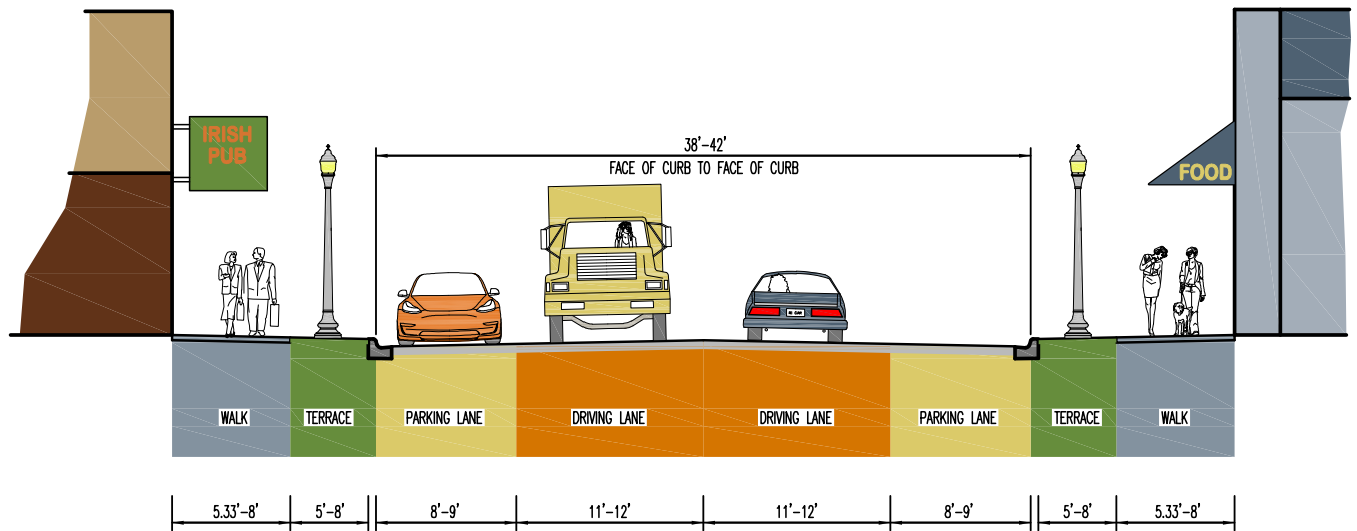 IRISH
PUB
38'-42'
FACE OF CURB TO FACE OF CURB
FOOD
WALK
TERRACE
PARKING LANE
DRIVING LANE
DRIVING LANE
PARKING LANE
TERRACE
WALK
5.33'-8'
5'-8'
8'-9'
11'-12'
11'-12'
8'-9'
5'-8'
5.33'-8'